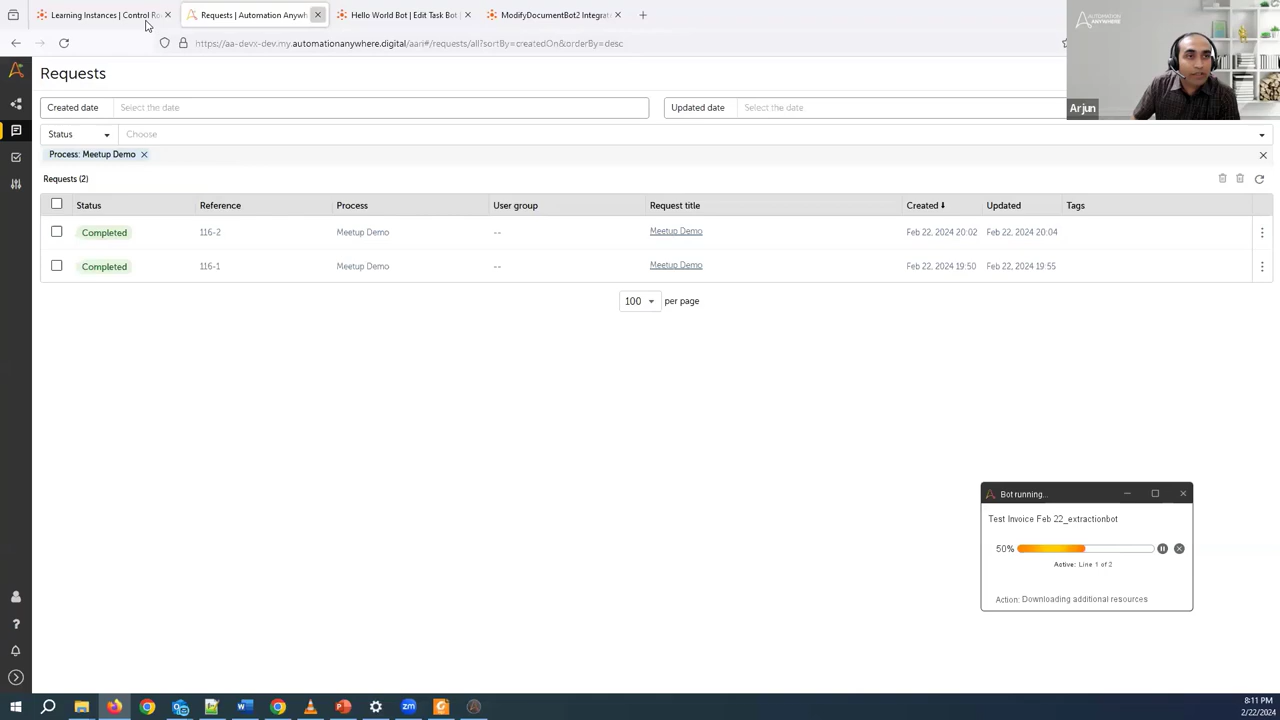 Learning Instances | Control Ro
Requests | Automation Anywh
Hello World Bot | Edit Task Bot |
ModifyDocumentBot2 Integrat
https://aa-devx-dev.my.automationanywhere.digital/aari#/requests/all?sortBy=createdOn&orderBy=desc
AUTOMATION
ANYWHERE
Arjun
Requests
Created date Select the date Updated date Select the date
Status Choose
Process: Meetup Demo
Requests (2)
Status Reference Process User group Request title Created Updated Tags
Completed 116-2 Meetup Demo -- Meetup Demo Feb 22, 2024 20:02 Feb 22, 2024 20:04
Completed 116-1 Meetup Demo -- Meetup Demo Feb 22, 2024 19:50 Feb 22, 2024 19:55
100 per page
Bot running...
Test Invoice Feb 22_extractionbot
50%
Active: Line 1 of 2
Action: Downloading additional resources
8:11 PM
2/22/2024